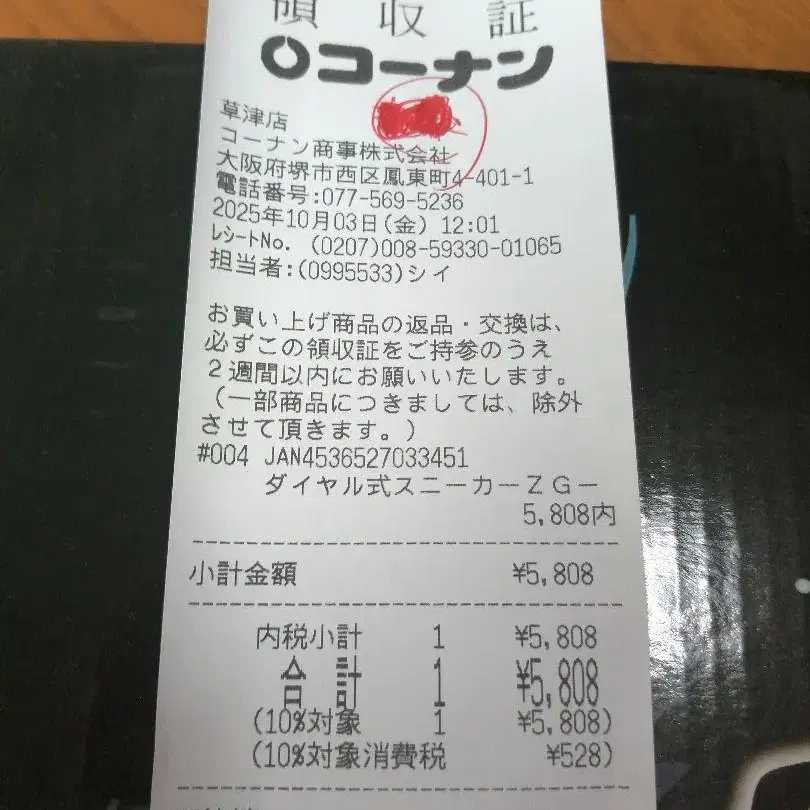 領収証
コーナン
草津店
コーナン商事株式会社
大阪府堺市西区鳳東町4-401-1
電話番号:077-569-5236
2025年10月03日(金) 12:01
ﾚｼｰﾄNo. (0207)008-59330-01065
担当者:(0995533)シイ
お買い上げ商品の返品・交換は、
必ずこの領収証をご持参のうえ
2週間以内にお願いいたします。
(一部商品につきましては、除外
させて頂きます。)
#004 JAN4536527033451
ダイヤル式スニーカーZG-
5,808内
小計金額 ¥5,808
内税小計 1 ¥5,808
合計 1 ¥5,808
(10%対象 1 ¥5,808)
(10%対象消費税 ¥528)